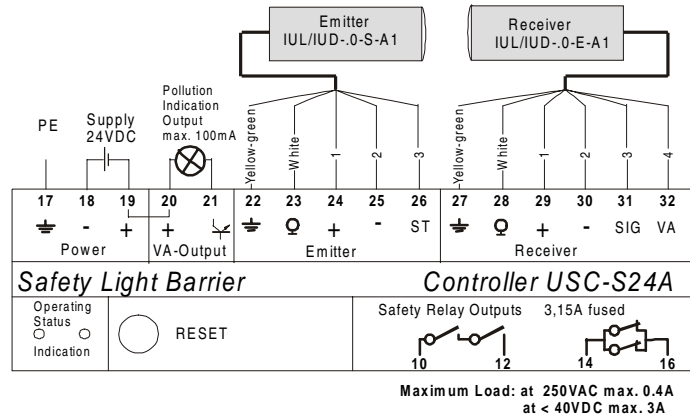 Emitter
IUL/IUD-.0-S-A1
Receiver
IUL/IUD-.0-E-A1
Pollution
Indication
Output
max. 100mA
PE
Supply
24VDC
Yellow-green
White
1
2
3
Yellow-green
White
1
2
3
4
17 18 19 20 21 22 23 24 25 26 27 28 29 30 31 32
- + + + - ST + - SIG VA
Power VA-Output Emitter Receiver
Safety Light Barrier Controller USC-S24A
Operating
Status
Indication
RESET
Safety Relay Outputs 3,15A fused
10 12 14 16
Maximum Load: at 250VAC max. 0.4A
at < 40VDC max. 3A